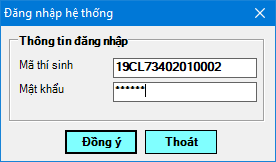 Đăng nhập hệ thống
Thông tin đăng nhập
Mã thí sinh 19CL73402010002
Mật khẩu ******
Đồng ý Thoát